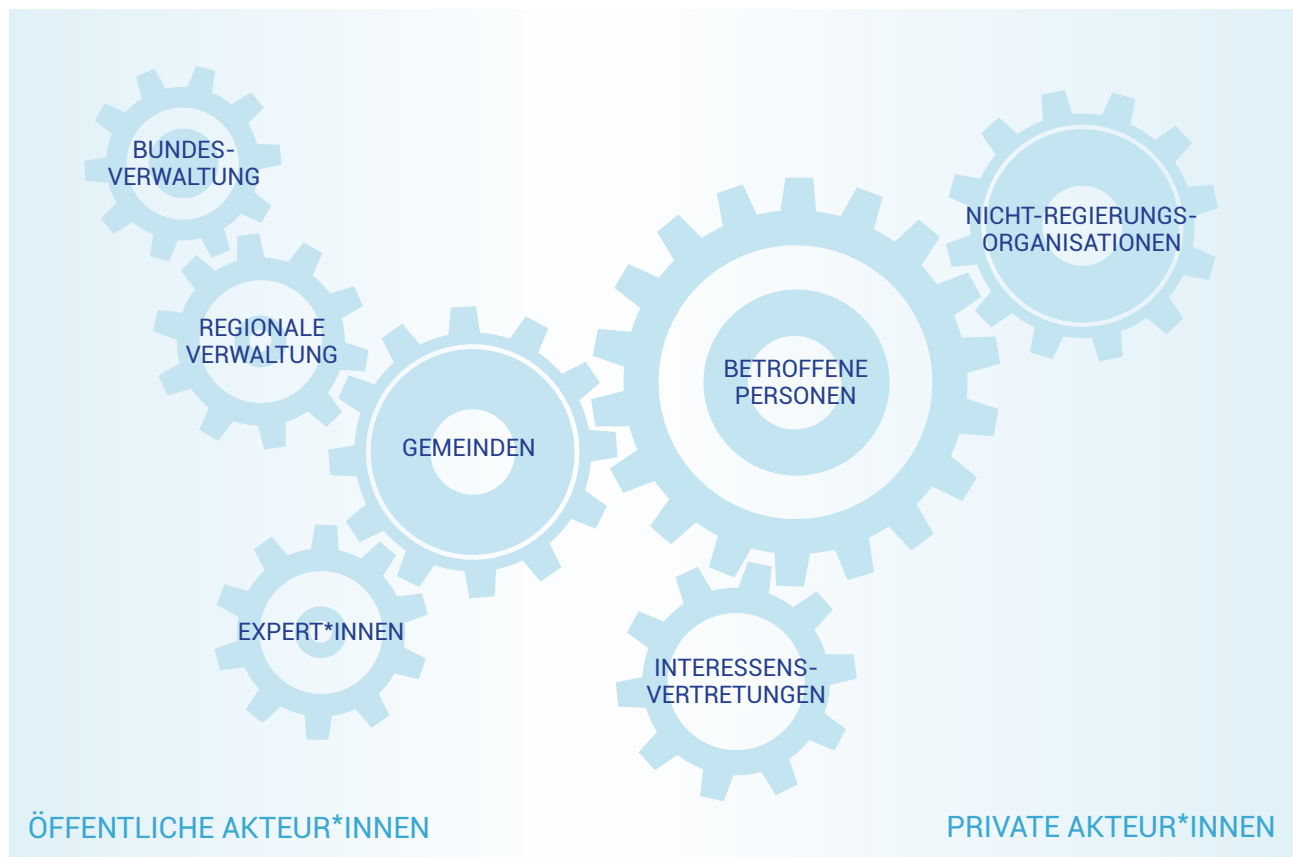 BUNDES-
VERWALTUNG
REGIONALE
VERWALTUNG
GEMEINDEN
EXPERT*INNEN
BETROFFENE
PERSONEN
NICHT-REGIERUNGS-
ORGANISATIONEN
INTERESSENS-
VERTRETUNGEN
ÖFFENTLICHE AKTEUR*INNEN
PRIVATE AKTEUR*INNEN